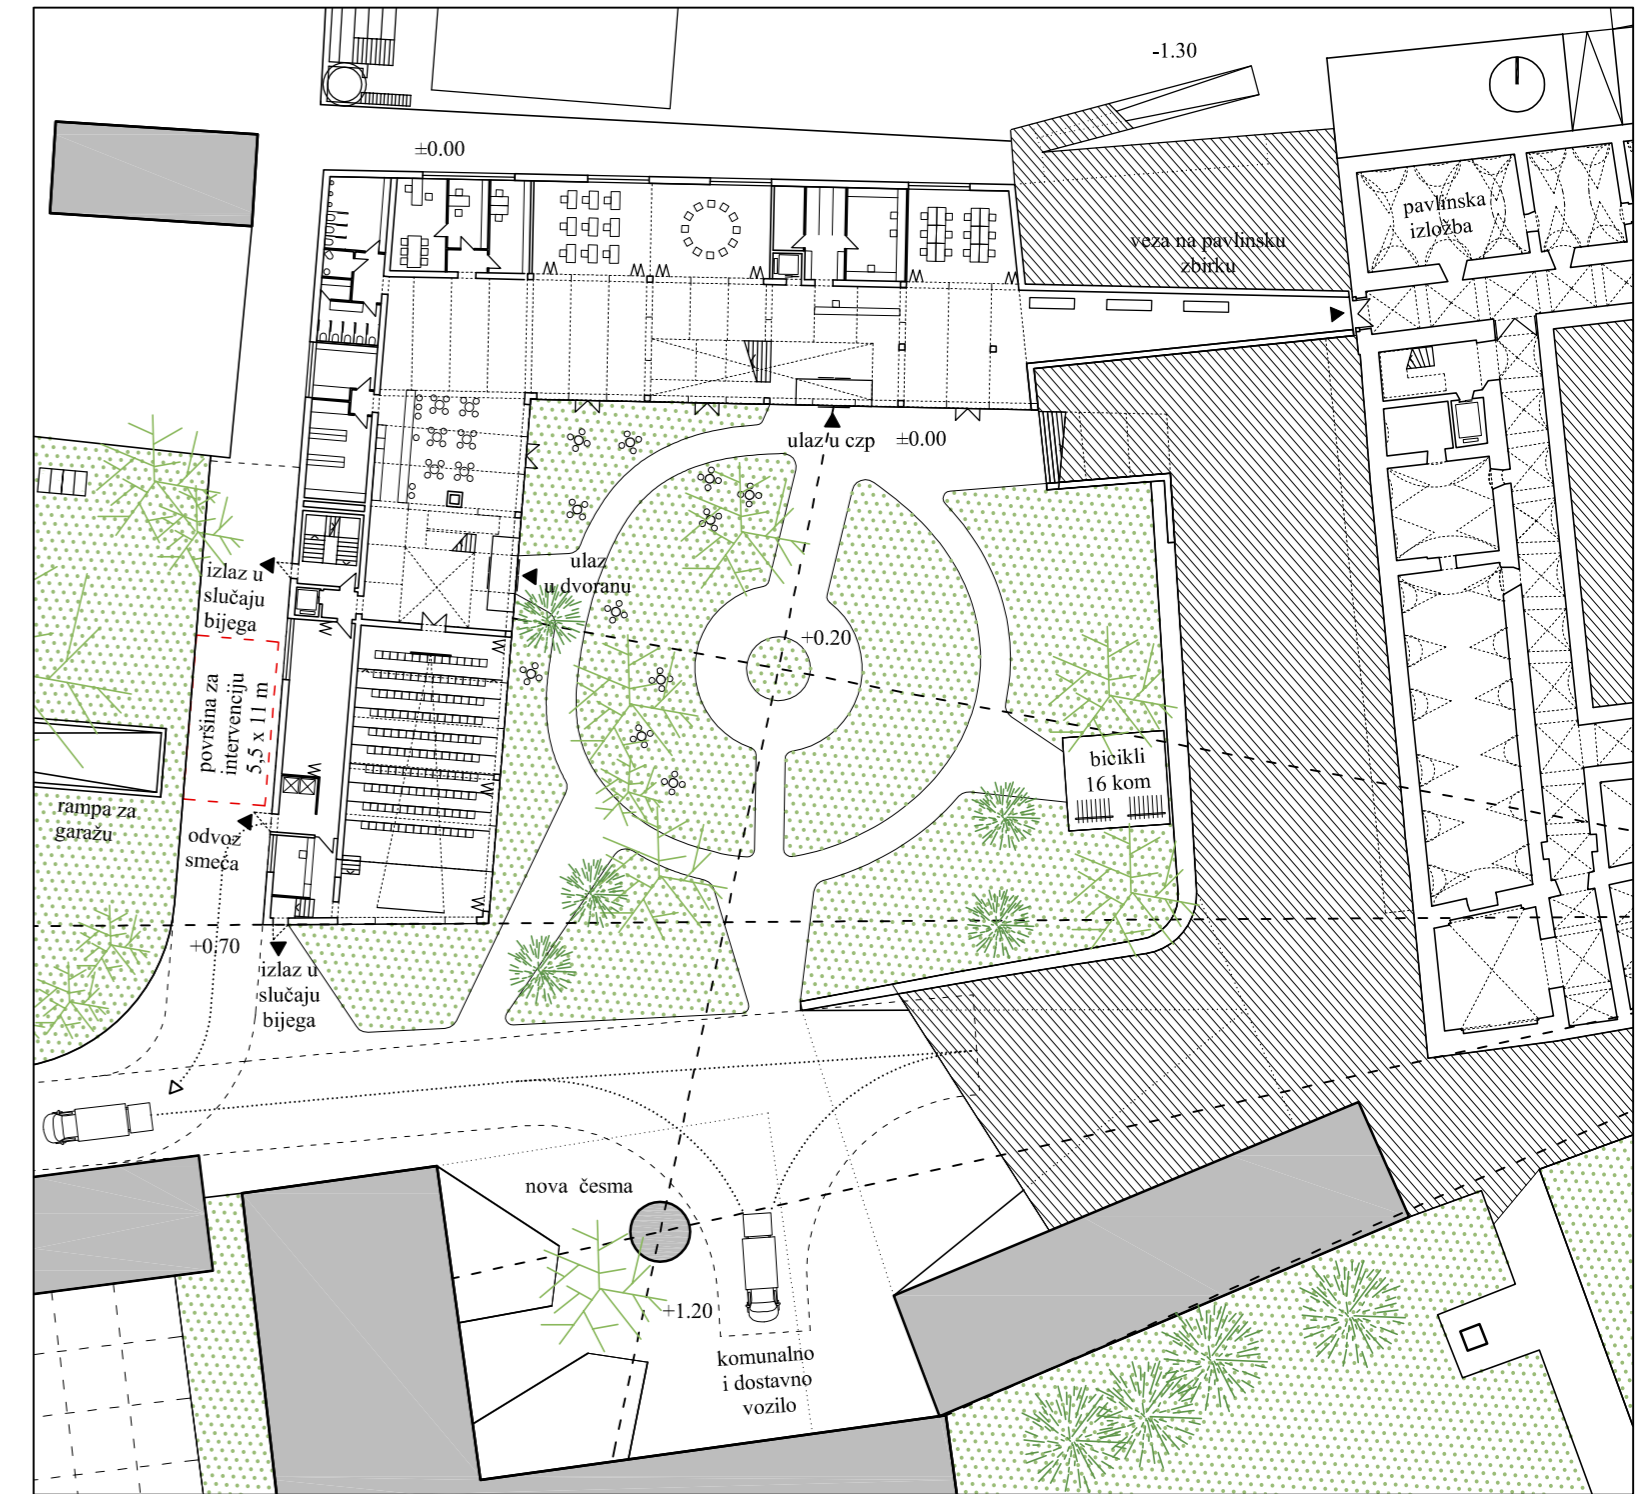 -1.30
±0.00
pavlinska
izložba
veza na pavlinsku
zbirku
ulaz u czp
±0.00
ulaz
u dvoranu
izlaz u
slučaju
bijega
+0.20
površina za
intervenciju
5,5 x 11 m
bicikli
16 kom
rampa za
garažu
odvoz
smeća
+0.70
izlaz u
slučaju
bijega
nova česma
+1.20
komunalno
i dostavno
vozilo